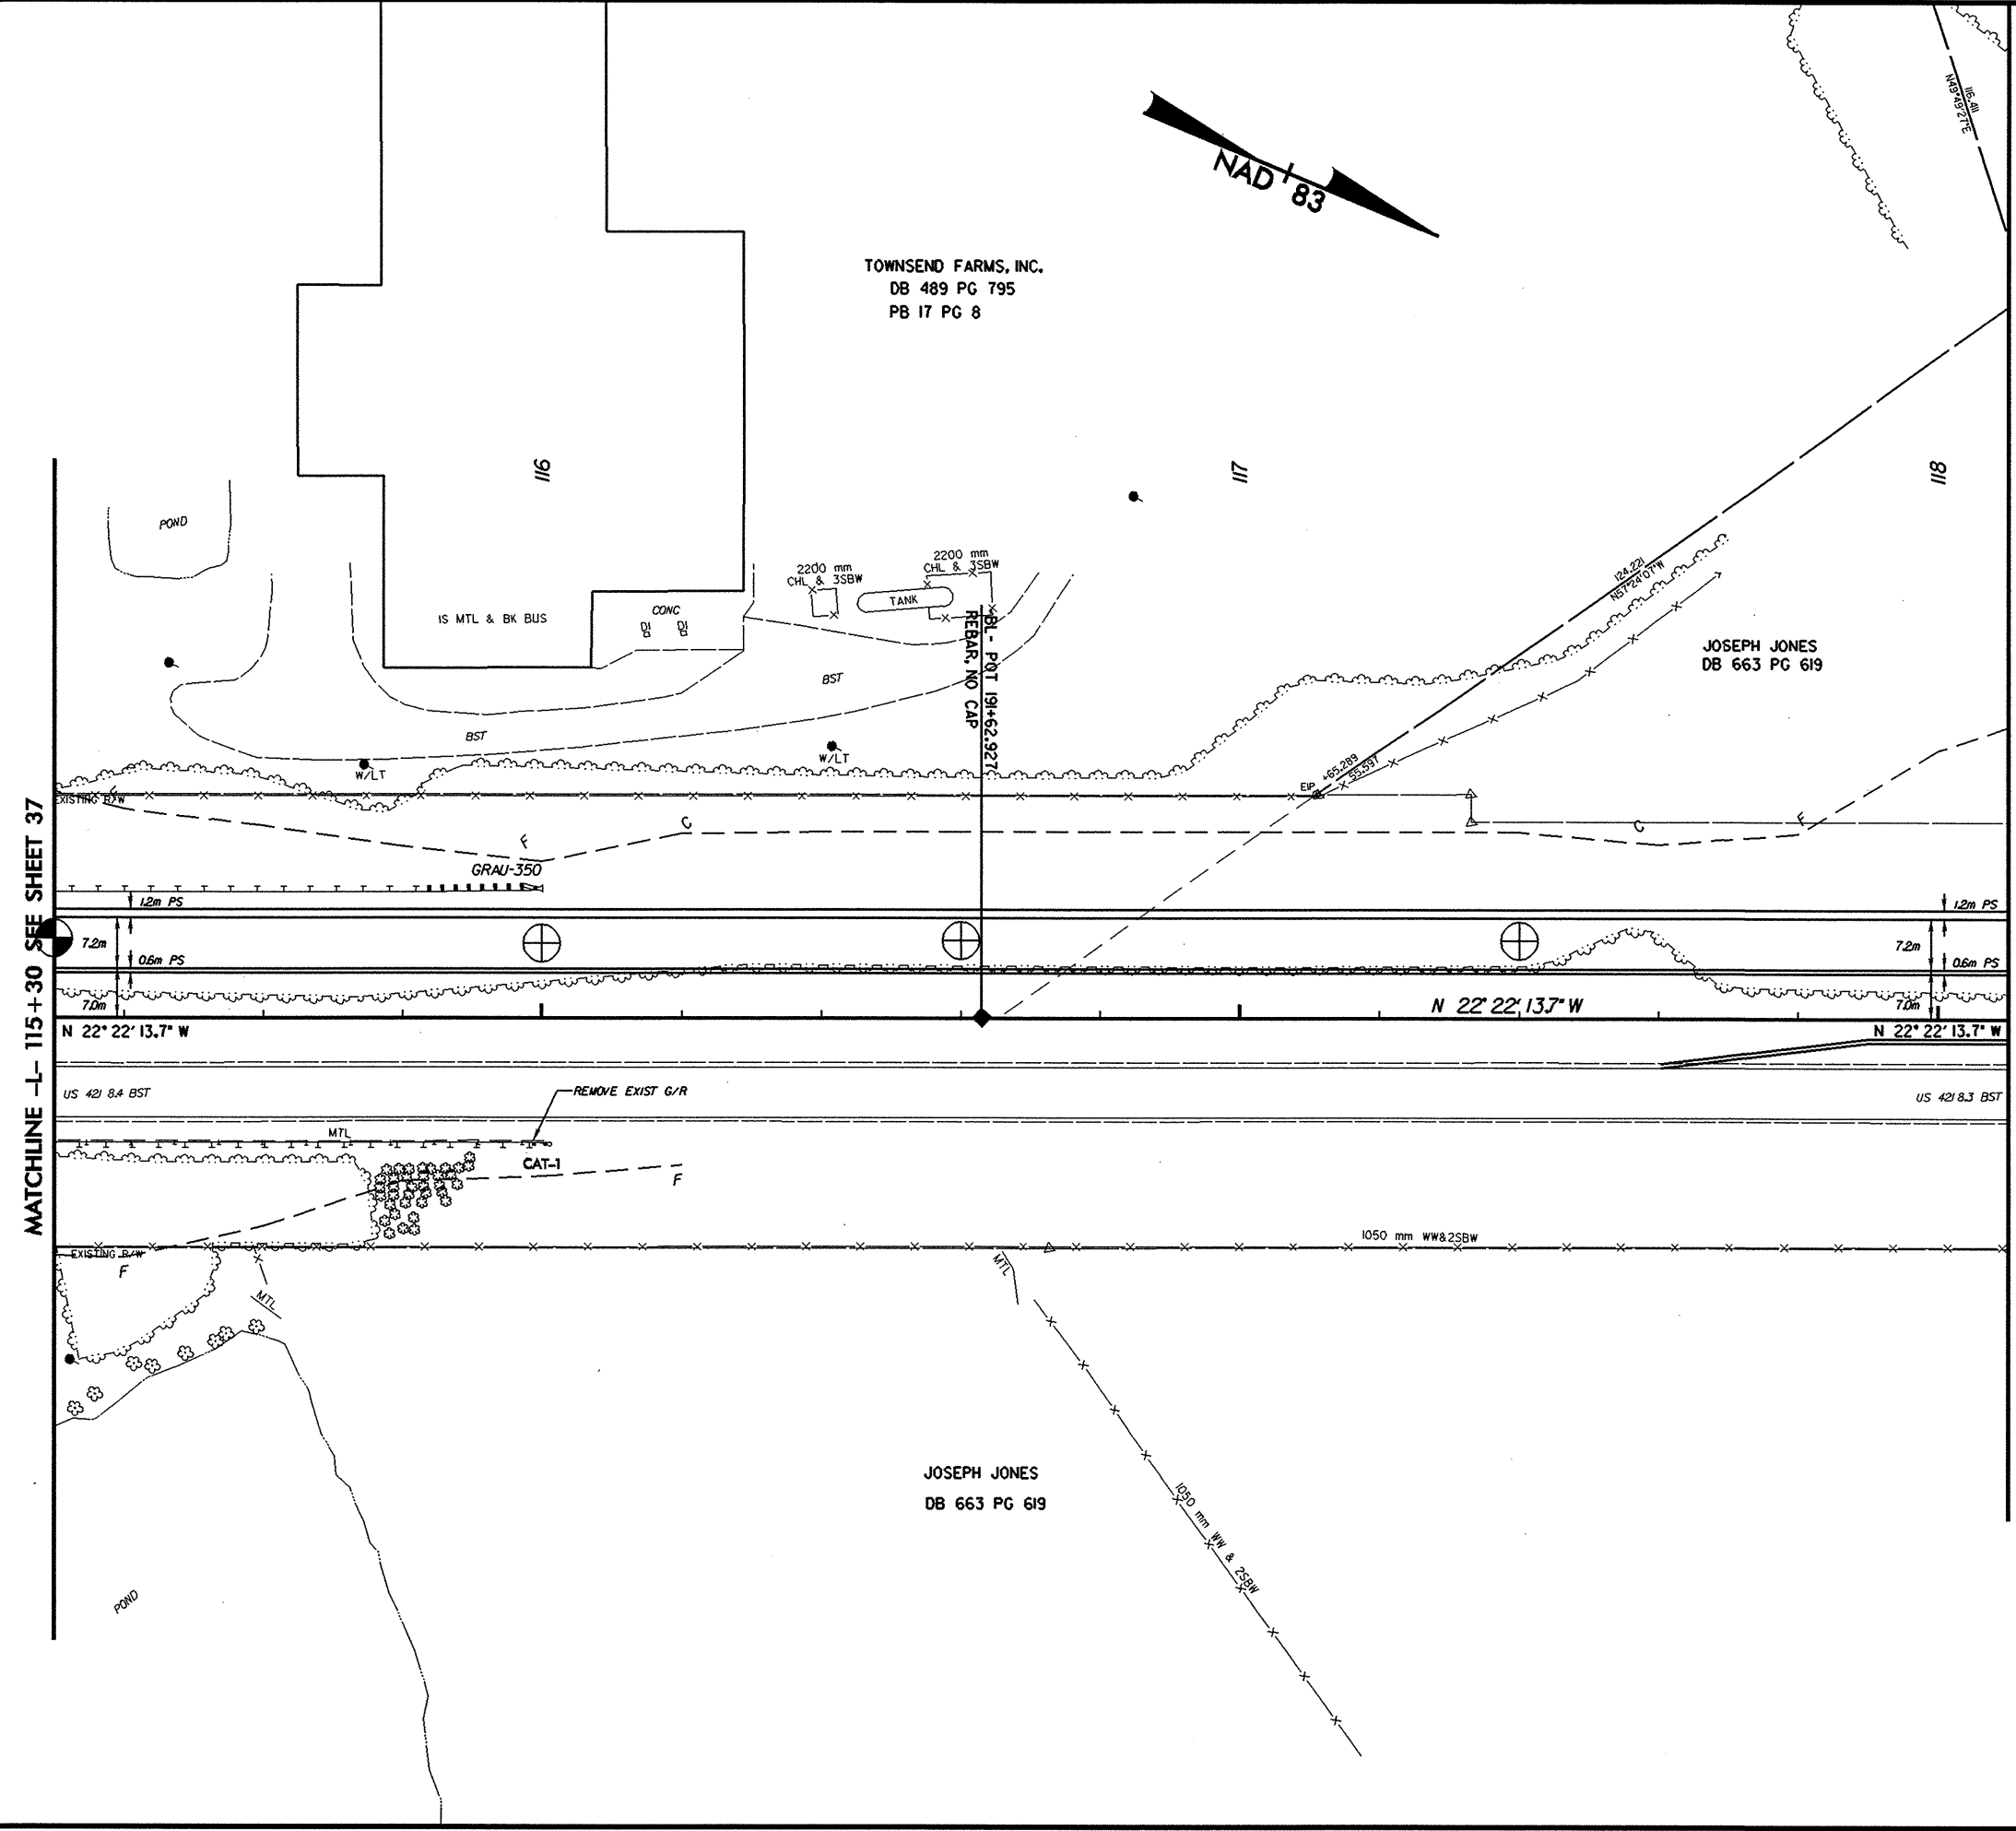 116.411
N49°49'27"E
NAD 83
TOWNSEND FARMS, INC.
DB 489 PG 795
PB 17 PG 8
116
117
118
POND
2200 mm
CHL & 3SBW
2200 mm
CHL & 3SBW
TANK
1S MTL & BK BUS
CONC
DI
DI
124.221
N57°24'07"W
JOSEPH JONES
DB 663 PG 619
BL- POT 191+62.927
REBAR, NO CAP
BST
BST
W/LT
W/LT
+65.289
55.597
EIP
EXISTING R/W
F
F
C
C
F
GRAU-350
1.2m PS
1.2m PS
7.2m
7.2m
0.6m PS
0.6m PS
7.0m
7.0m
MATCHLINE -L- 115+30 SEE SHEET 37
N 22° 22' 13.7" W
N 22° 22' 13.7" W
N 22° 22' 13.7" W
US 421 8.4 BST
US 421 8.3 BST
REMOVE EXIST G/R
MTL
CAT-1
F
EXISTING R/W
F
1050 mm WW&2SBW
MTL
MTL
JOSEPH JONES
DB 663 PG 619
1050 mm WW & 2SBW
POND